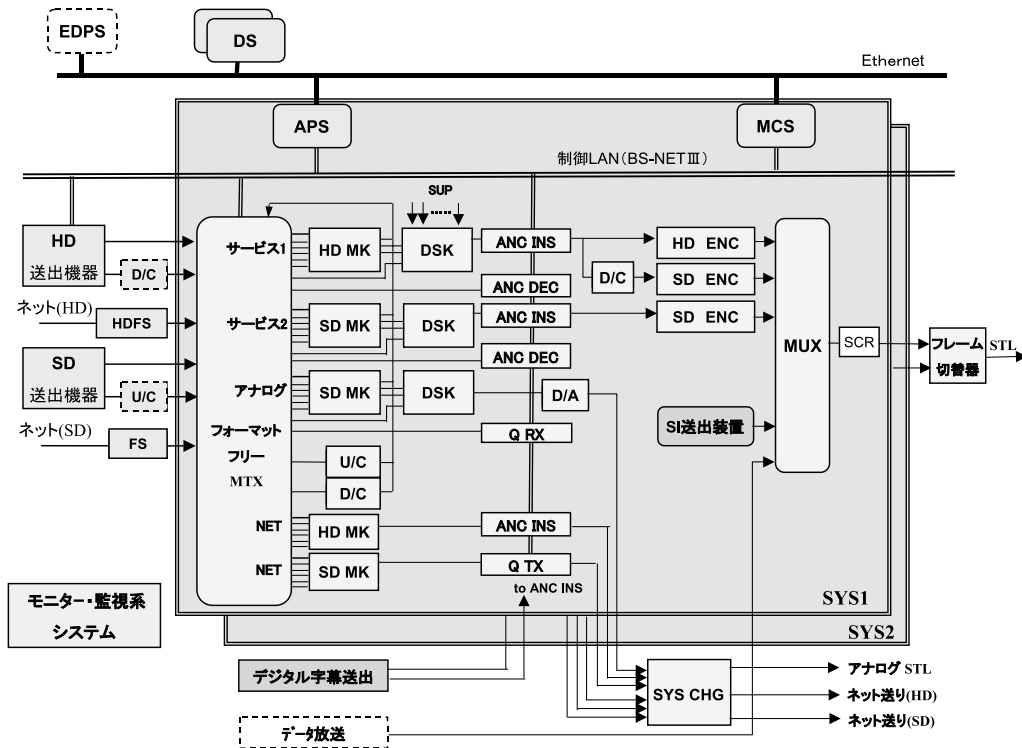 EDPS
DS
Ethernet
APS
MCS
制御LAN(BS-NETⅢ)
SUP
HD
送出機器
D/C
ネット(HD)
HDFS
SD
送出機器
U/C
ネット(SD)
FS
サービス1
サービス2
アナログ
フォーマット
フリー
MTX
NET
NET
HD MK
DSK
ANC INS
ANC DEC
SD MK
DSK
ANC INS
ANC DEC
SD MK
DSK
D/A
Q RX
U/C
D/C
HD MK
ANC INS
SD MK
Q TX
to ANC INS
HD ENC
D/C
SD ENC
SD ENC
MUX
SCR
フレーム
切替器
STL
SI送出装置
SYS1
SYS2
モニター・監視系
システム
デジタル字幕送出
データ放送
SYS CHG
アナログ STL
ネット送り(HD)
ネット送り(SD)